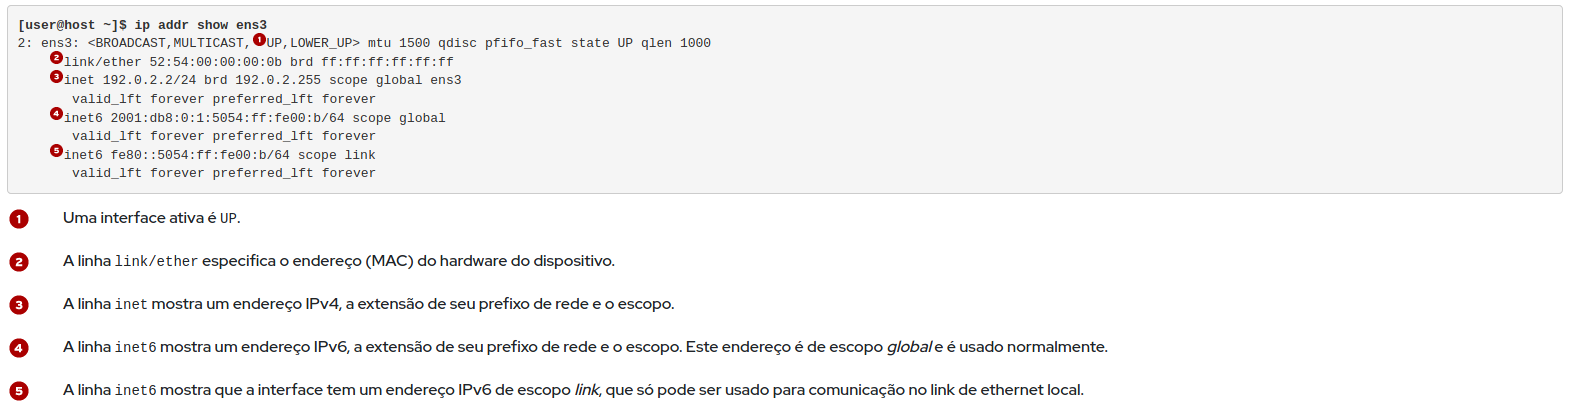 [user@host ~]$ ip addr show ens3
2: ens3: <BROADCAST,MULTICAST,1UP,LOWER_UP> mtu 1500 qdisc pfifo_fast state UP qlen 1000
2link/ether 52:54:00:00:00:0b brd ff:ff:ff:ff:ff:ff
3inet 192.0.2.2/24 brd 192.0.2.255 scope global ens3
valid_lft forever preferred_lft forever
4inet6 2001:db8:0:1:5054:ff:fe00:b/64 scope global
valid_lft forever preferred_lft forever
5inet6 fe80::5054:ff:fe00:b/64 scope link
valid_lft forever preferred_lft forever
1 Uma interface ativa é UP.
2 A linha link/ether especifica o endereço (MAC) do hardware do dispositivo.
3 A linha inet mostra um endereço IPv4, a extensão de seu prefixo de rede e o escopo.
4 A linha inet6 mostra um endereço IPv6, a extensão de seu prefixo de rede e o escopo. Este endereço é de escopo global e é usado normalmente.
5 A linha inet6 mostra que a interface tem um endereço IPv6 de escopo link, que só pode ser usado para comunicação no link de ethernet local.